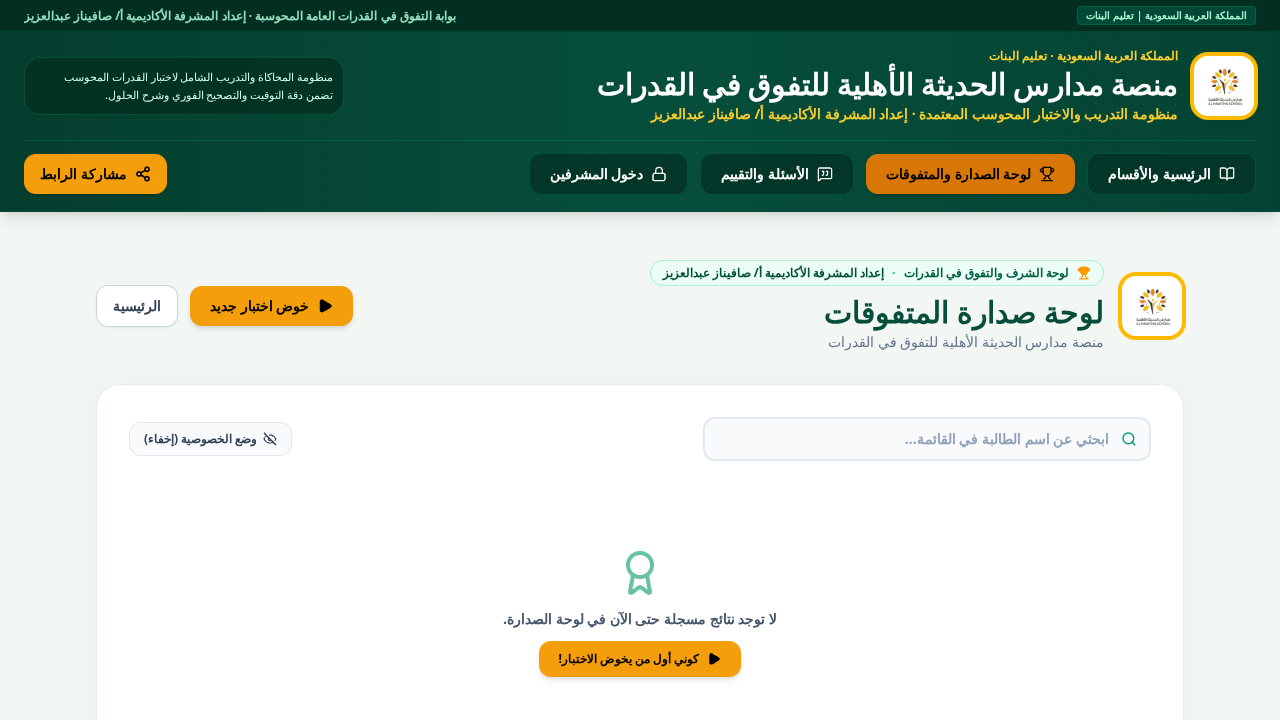 المملكة العربية السعودية | تعليم البنات
بوابة التفوق في القدرات العامة المحوسبة · إعداد المشرفة الأكاديمية أ/ صافيناز عبدالعزيز
المملكة العربية السعودية · تعليم البنات
منصة مدارس الحديثة الأهلية للتفوق في القدرات
منظومة التدريب والاختبار المحوسب المعتمدة · إعداد المشرفة الأكاديمية أ/ صافيناز عبدالعزيز
منظومة المحاكاة والتدريب الشامل لاختبار القدرات المحوسب
تضمن دقة التوقيت والتصحيح الفوري وشرح الحلول.
الرئيسية والأقسام
لوحة الصدارة والمتفوقات
الأسئلة والتقييم
دخول المشرفين
مشاركة الرابط
لوحة الشرف والتفوق في القدرات · إعداد المشرفة الأكاديمية أ/ صافيناز عبدالعزيز
لوحة صدارة المتفوقات
منصة مدارس الحديثة الأهلية للتفوق في القدرات
خوض اختبار جديد
الرئيسية
ابحثي عن اسم الطالبة في القائمة...
وضع الخصوصية (إخفاء)
لا توجد نتائج مسجلة حتى الآن في لوحة الصدارة.
كوني أول من يخوض الاختبار!